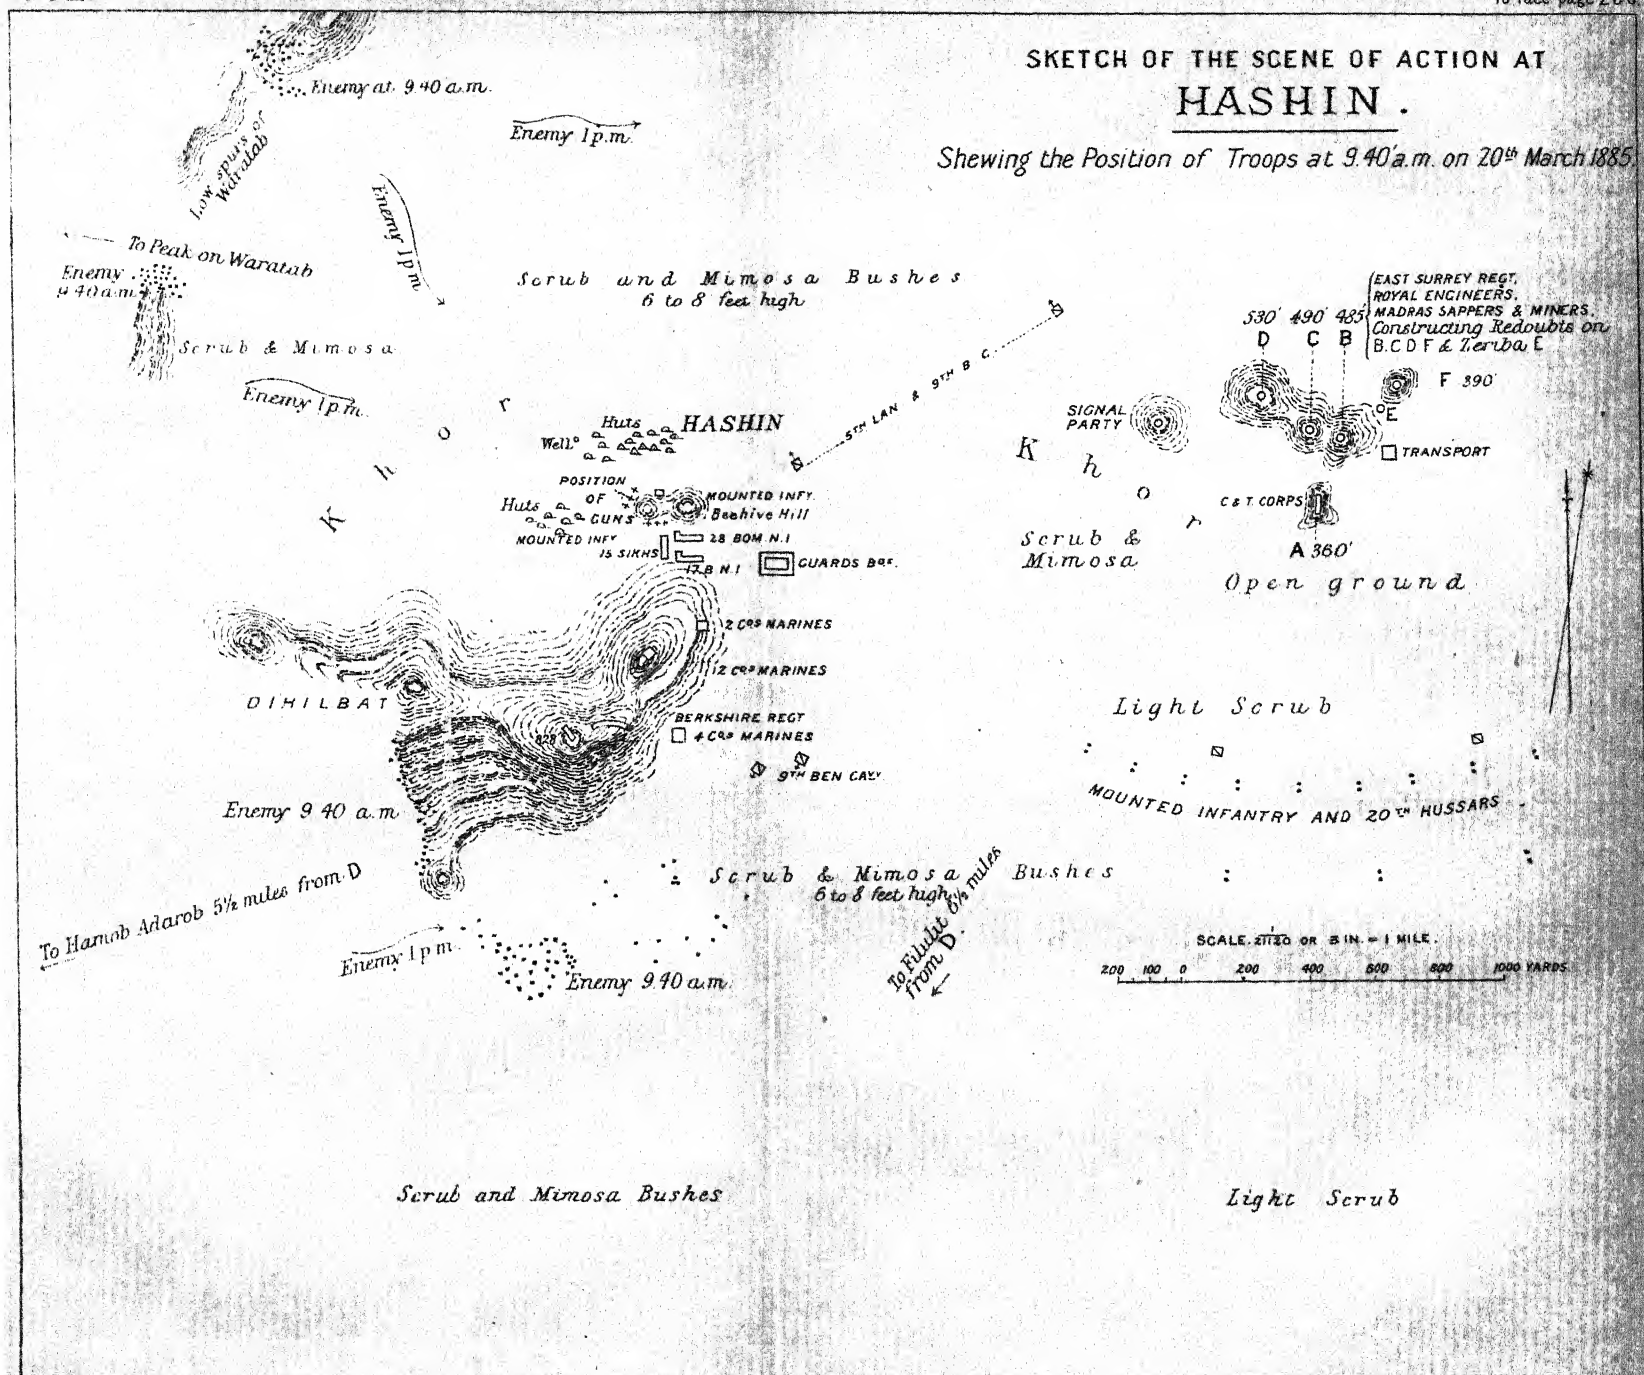 To face page
SKETCH OF THE SCENE OF ACTION AT
HASHIN.
Shewing the Position of Troops at 9.40 a.m. on 20th March 1885.
Enemy at 9.40 a.m.
Enemy 1 p.m.
Low spurs of
Waratab
Enemy 1 p.m.
To Peak on Waratab
Enemy
9.40 a.m.
Scrub and Mimosa Bushes
6 to 8 feet high
Scrub & Mimosa
Enemy 1 p.m.
Khor
EAST SURREY REGT,
ROYAL ENGINEERS,
MADRAS SAPPERS & MINERS.
Constructing Redoubts on
B. C D F & Zeriba E
530' 490' 485'
D C B
F 390'
E
TRANSPORT
SIGNAL
PARTY
5TH LAN & 9TH B C.
Huts
HASHIN
Well
Khor
POSITION
OF
GUNS
MOUNTED INFY.
Beehive Hill
Huts
MOUNTED INFY
28 BOM. N.I
15 SIKHS
17 B N.I
GUARDS BDE.
C & T. CORPS
A 360'
Scrub &
Mimosa
Open ground
2 COS MARINES
12 COS MARINES
DIHILBAT
BERKSHIRE REGT
4 COS MARINES
9TH BEN CAVY.
Light Scrub
MOUNTED INFANTRY AND 20TH HUSSARS
Enemy 9 40 a.m
Scrub & Mimosa Bushes
6 to 8 feet high
To Hamob Adarob 5½ miles from D
Enemy 1 p m.
Enemy 9.40 a.m.
To Filulit 6½ miles
from D.
SCALE. OR 3 IN. = 1 MILE.
200 100 0 200 400 600 800 1000 YARDS
Scrub and Mimosa Bushes
Light Scrub